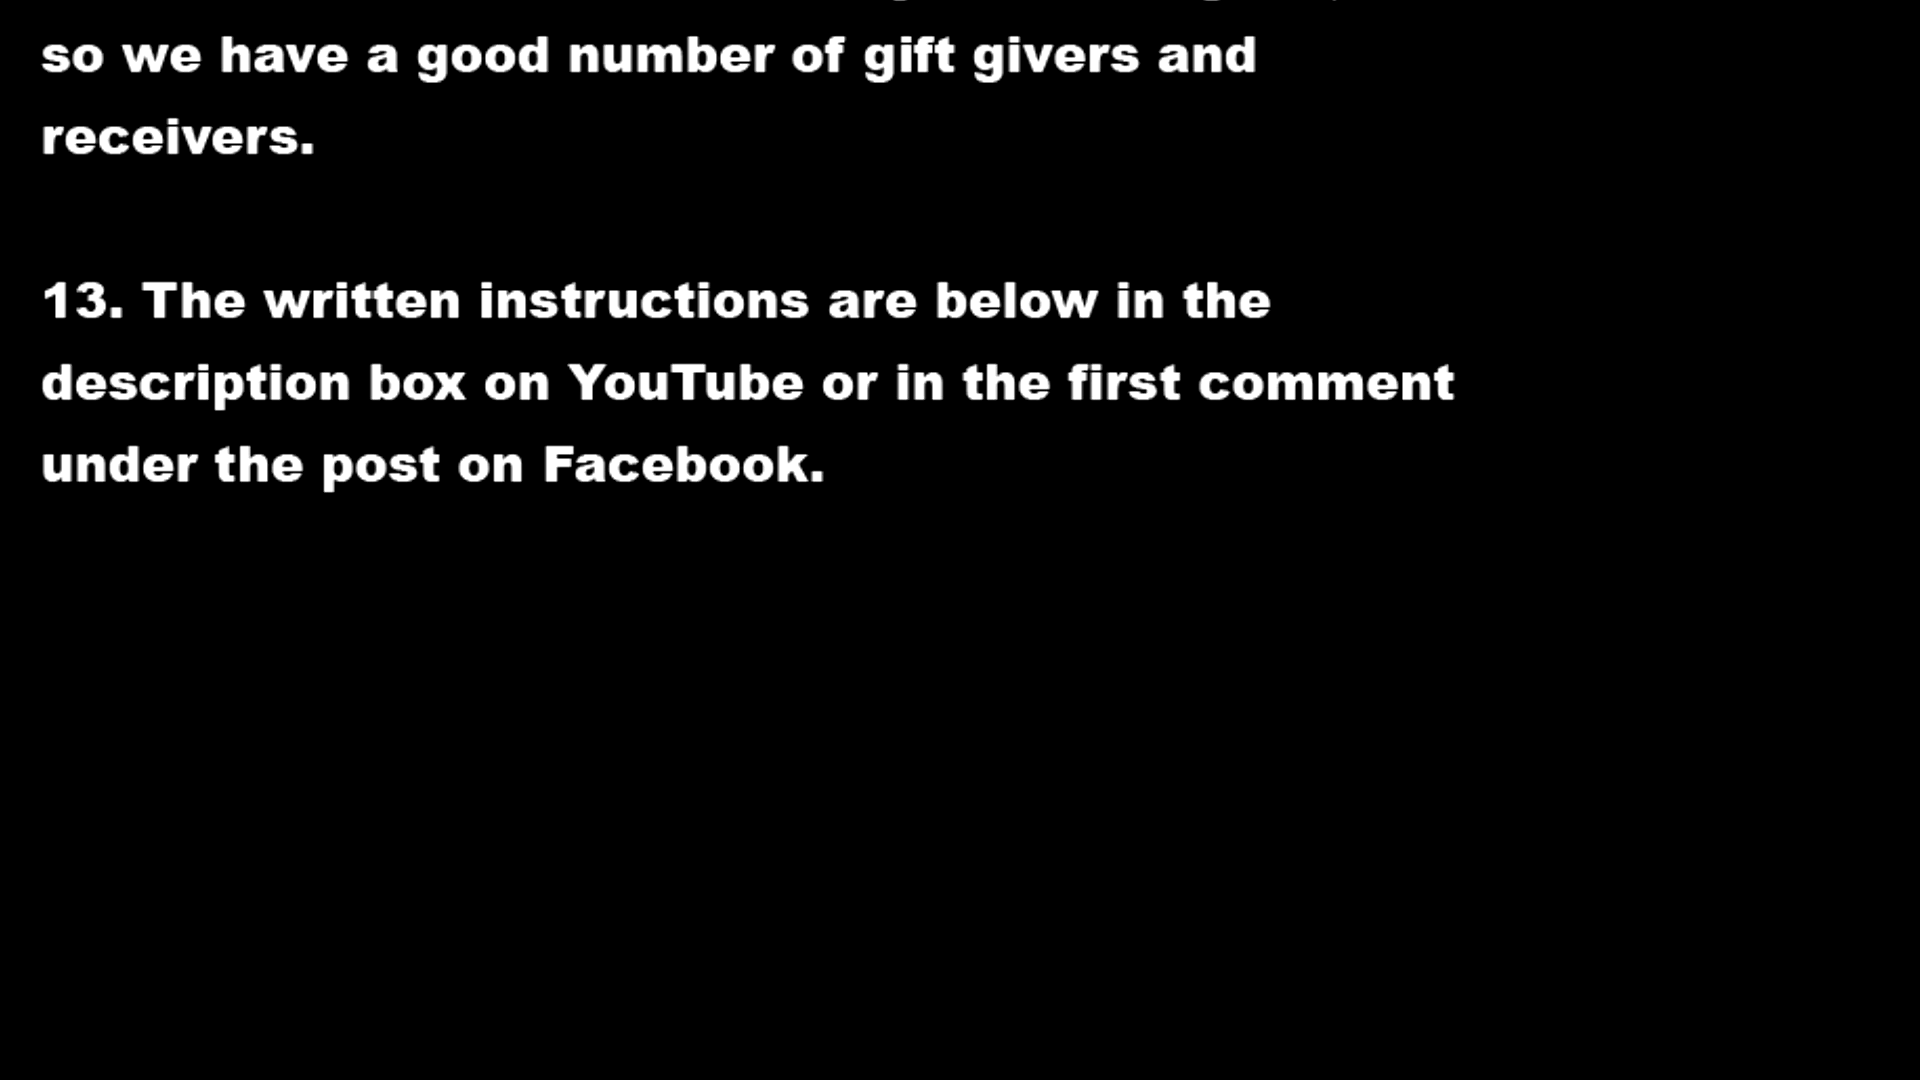 so we have a good number of gift givers and
receivers.
13. The written instructions are below in the
description box on YouTube or in the first comment
under the post on Facebook.